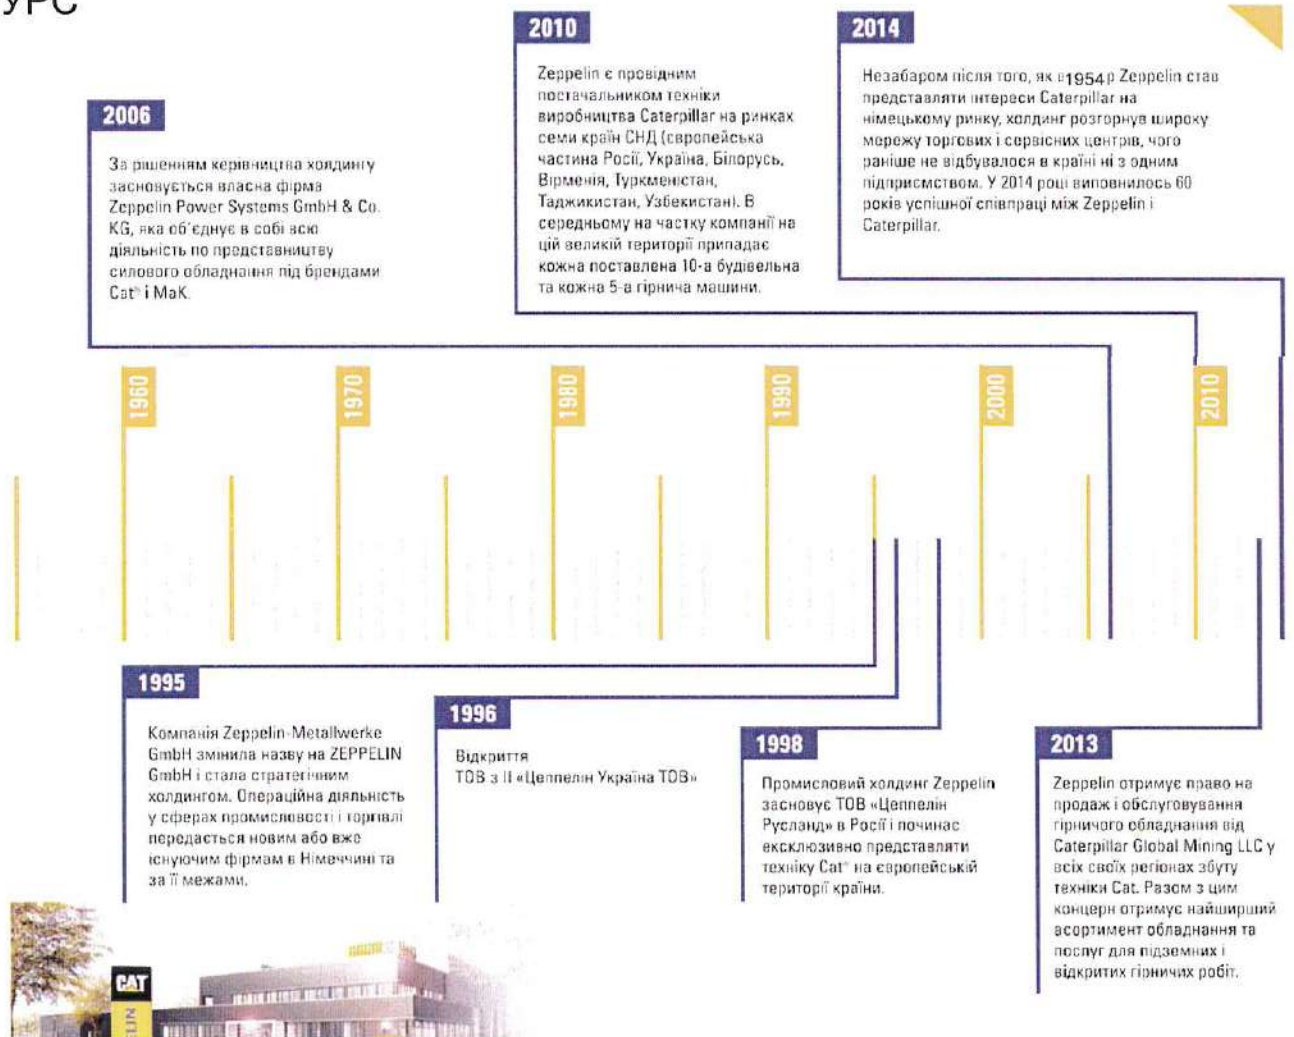 УРС
2006
За рішенням керівництва холдингу
засновується власна фірма
Zeppelin Power Systems GmbH & Co.
KG, яка об'єднує в собі всю
діяльність по представництву
силового обладнання під брендами
Cat® і MaK.
2010
Zeppelin є провідним
постачальником техніки
виробництва Caterpillar на ринках
семи країн СНД (європейська
частина Росії, Україна, Білорусь,
Вірменія, Туркменістан,
Таджикистан, Узбекистан). В
середньому на частку компанії на
цій великій території припадає
кожна поставлена 10-а будівельна
та кожна 5-а гірнича машини.
2014
Незабаром після того, як в1954р Zeppelin став
представляти інтереси Caterpillar на
німецькому ринку, холдинг розгорнув широку
мережу торгових і сервісних центрів, чого
раніше не відбувалося в країні ні з одним
підприємством. У 2014 році виповнилось 60
років успішної співпраці між Zeppelin і
Caterpillar.
1960
1970
1980
1990
2000
2010
1995
Компанія Zeppelin-Metallwerke
GmbH змінила назву на ZEPPELIN
GmbH і стала стратегічним
холдингом. Операційна діяльність
у сферах промисловості і торгівлі
передається новим або вже
існуючим фірмам в Німеччині та
за її межами.
1996
Відкриття
ТОВ з ІІ «Цеппелін Україна ТОВ»
1998
Промисловий холдинг Zeppelin
засновує ТОВ «Цеппелін
Русланд» в Росії і починає
ексклюзивно представляти
техніку Cat® на європейській
території країни.
2013
Zeppelin отримує право на
продаж і обслуговування
гірничого обладнання від
Caterpillar Global Mining LLC у
всіх своїх регіонах збуту
техніки Cat. Разом з цим
концерн отримує найширший
асортимент обладнання та
послуг для підземних і
відкритих гірничих робіт.
CAT